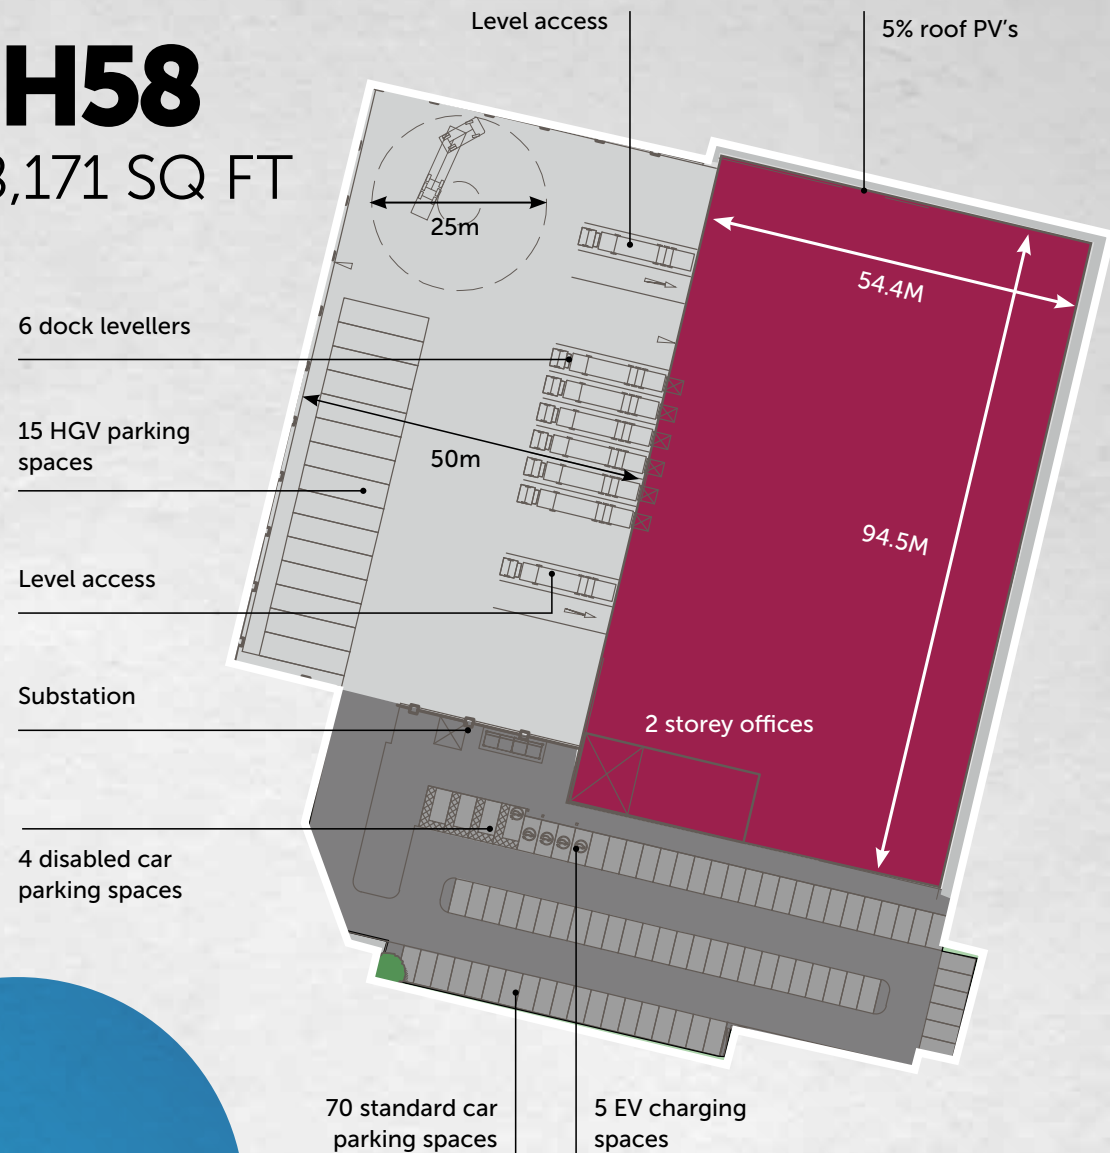 Level access
5% roof PV's
H58
,171 SQ FT
25m
54.4M
6 dock levellers
15 HGV parking
spaces
50m
94.5M
Level access
Substation
2 storey offices
4 disabled car
parking spaces
70 standard car
parking spaces
5 EV charging
spaces